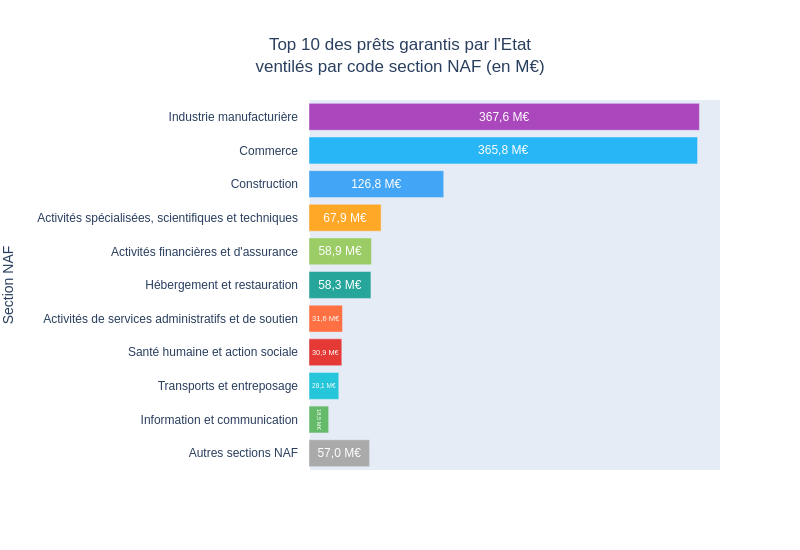 Top 10 des prêts garantis par l'Etat
ventilés par code section NAF (en M€)
Section NAF
Industrie manufacturière 367,6 M€
Commerce 365,8 M€
Construction 126,8 M€
Activités spécialisées, scientifiques et techniques 67,9 M€
Activités financières et d'assurance 58,9 M€
Hébergement et restauration 58,3 M€
Activités de services administratifs et de soutien 31,6 M€
Santé humaine et action sociale 30,9 M€
Transports et entreposage 28,1 M€
Information et communication
Autres sections NAF 57,0 M€